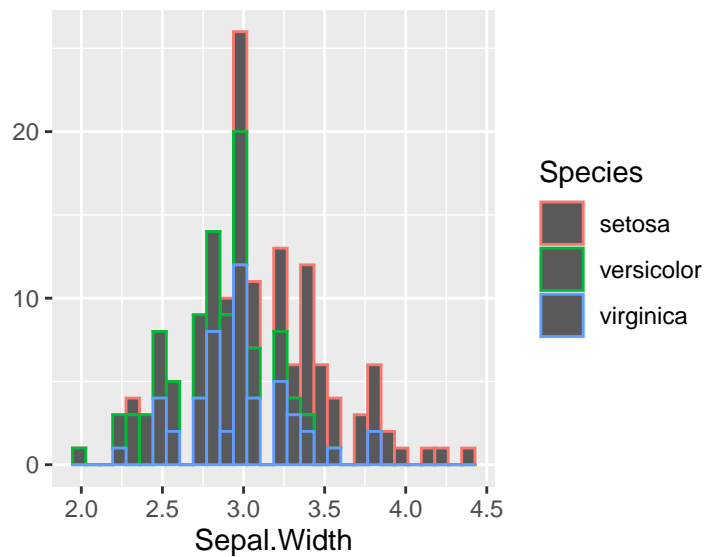 20
10
0
2.0 2.5 3.0 3.5 4.0 4.5
Sepal.Width
Species
setosa
versicolor
virginica